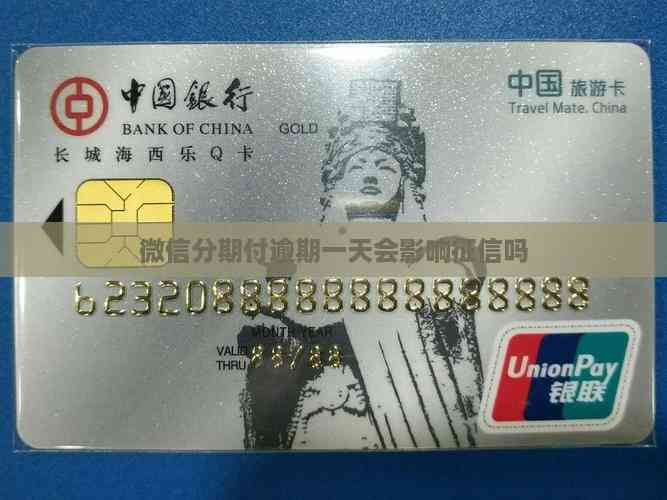 中國銀行
BANK OF CHINA
GOLD
长城海西乐Q卡
中国 旅游卡
Travel Mate. China
微信分期付逾期一天会影响征信吗
6232088888888888888
MONTH YEAR
VALID THRU 88/88
UnionPay
银联